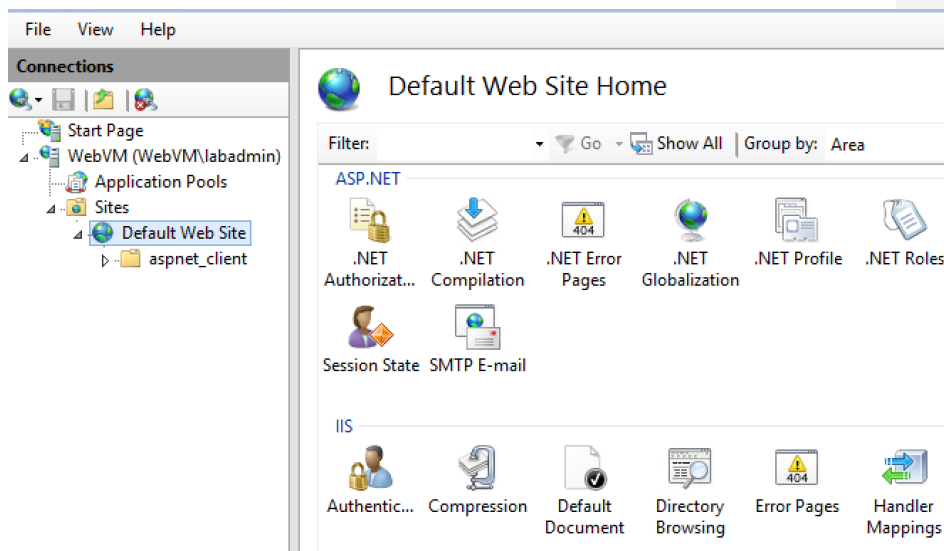 File View Help
Connections
Start Page
WebVM (WebVM\labadmin)
Application Pools
Sites
Default Web Site
aspnet_client
Default Web Site Home
Filter: Go Show All Group by: Area
ASP.NET
.NET Authorizat...
.NET Compilation
404
.NET Error Pages
.NET Globalization
.NET Profile
.NET Roles
Session State
SMTP E-mail
IIS
Authentic...
Compression
Default Document
Directory Browsing
404
Error Pages
Handler Mappings